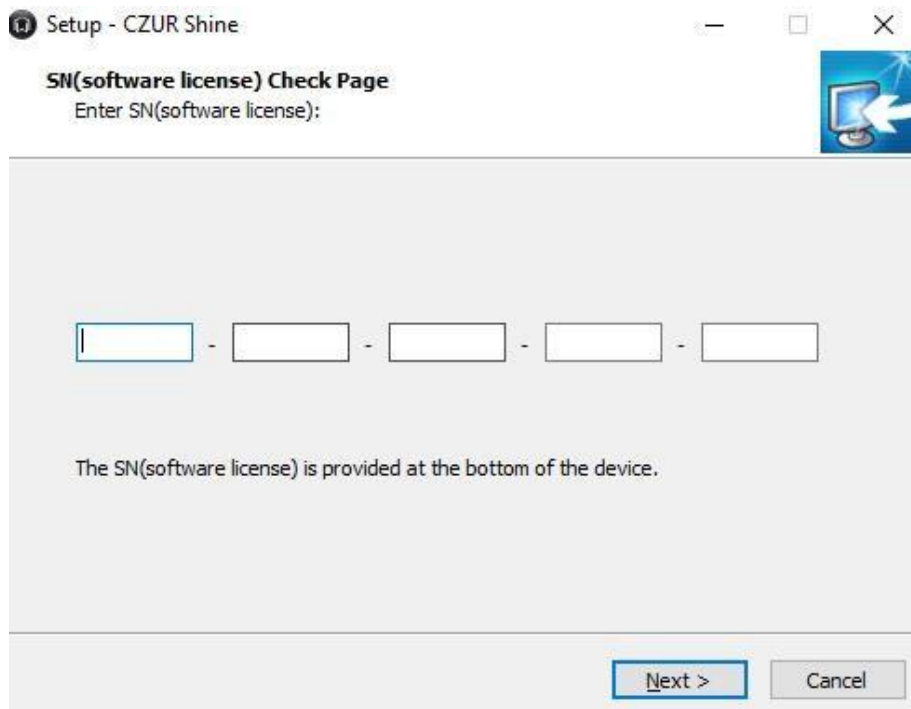 Setup - CZUR Shine
SN(software license) Check Page
Enter SN(software license):
- - - -
The SN(software license) is provided at the bottom of the device.
Next >
Cancel